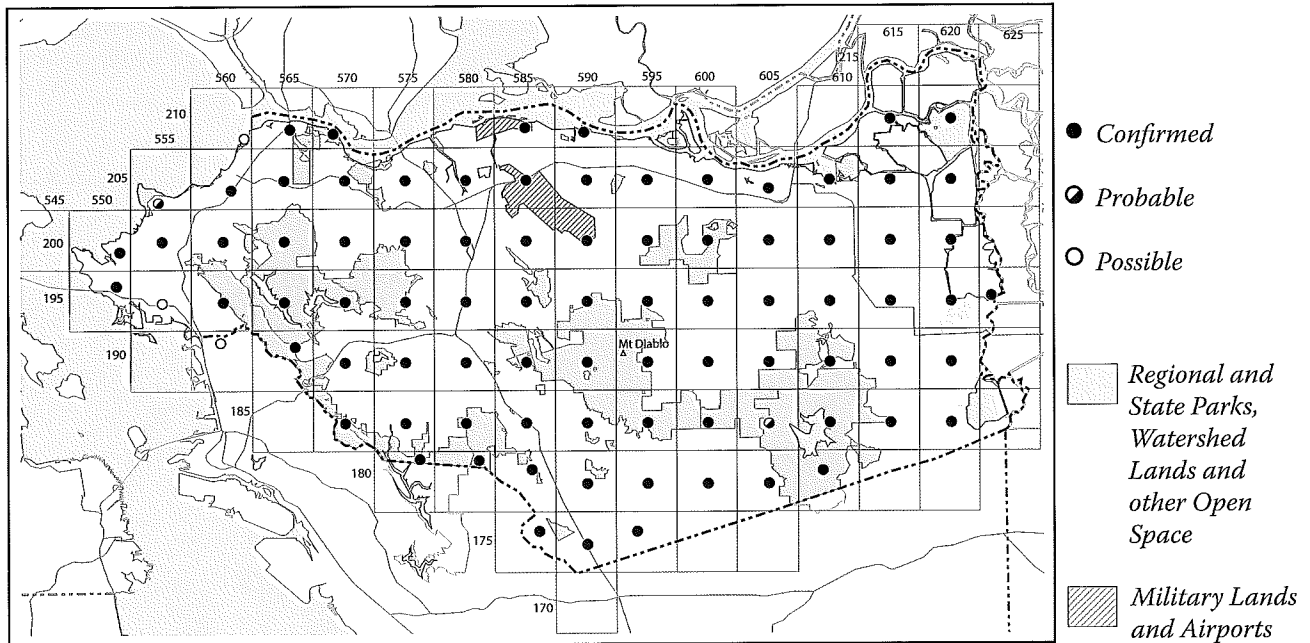 615
620
625
215
610
560
565
570
575
580
585
590
595
600
605
210
555
205
545
550
200
195
190
Mt Diablo
185
180
175
170
Confirmed
Probable
Possible
Regional and
State Parks,
Watershed
Lands and
other Open
Space
Military Lands
and Airports